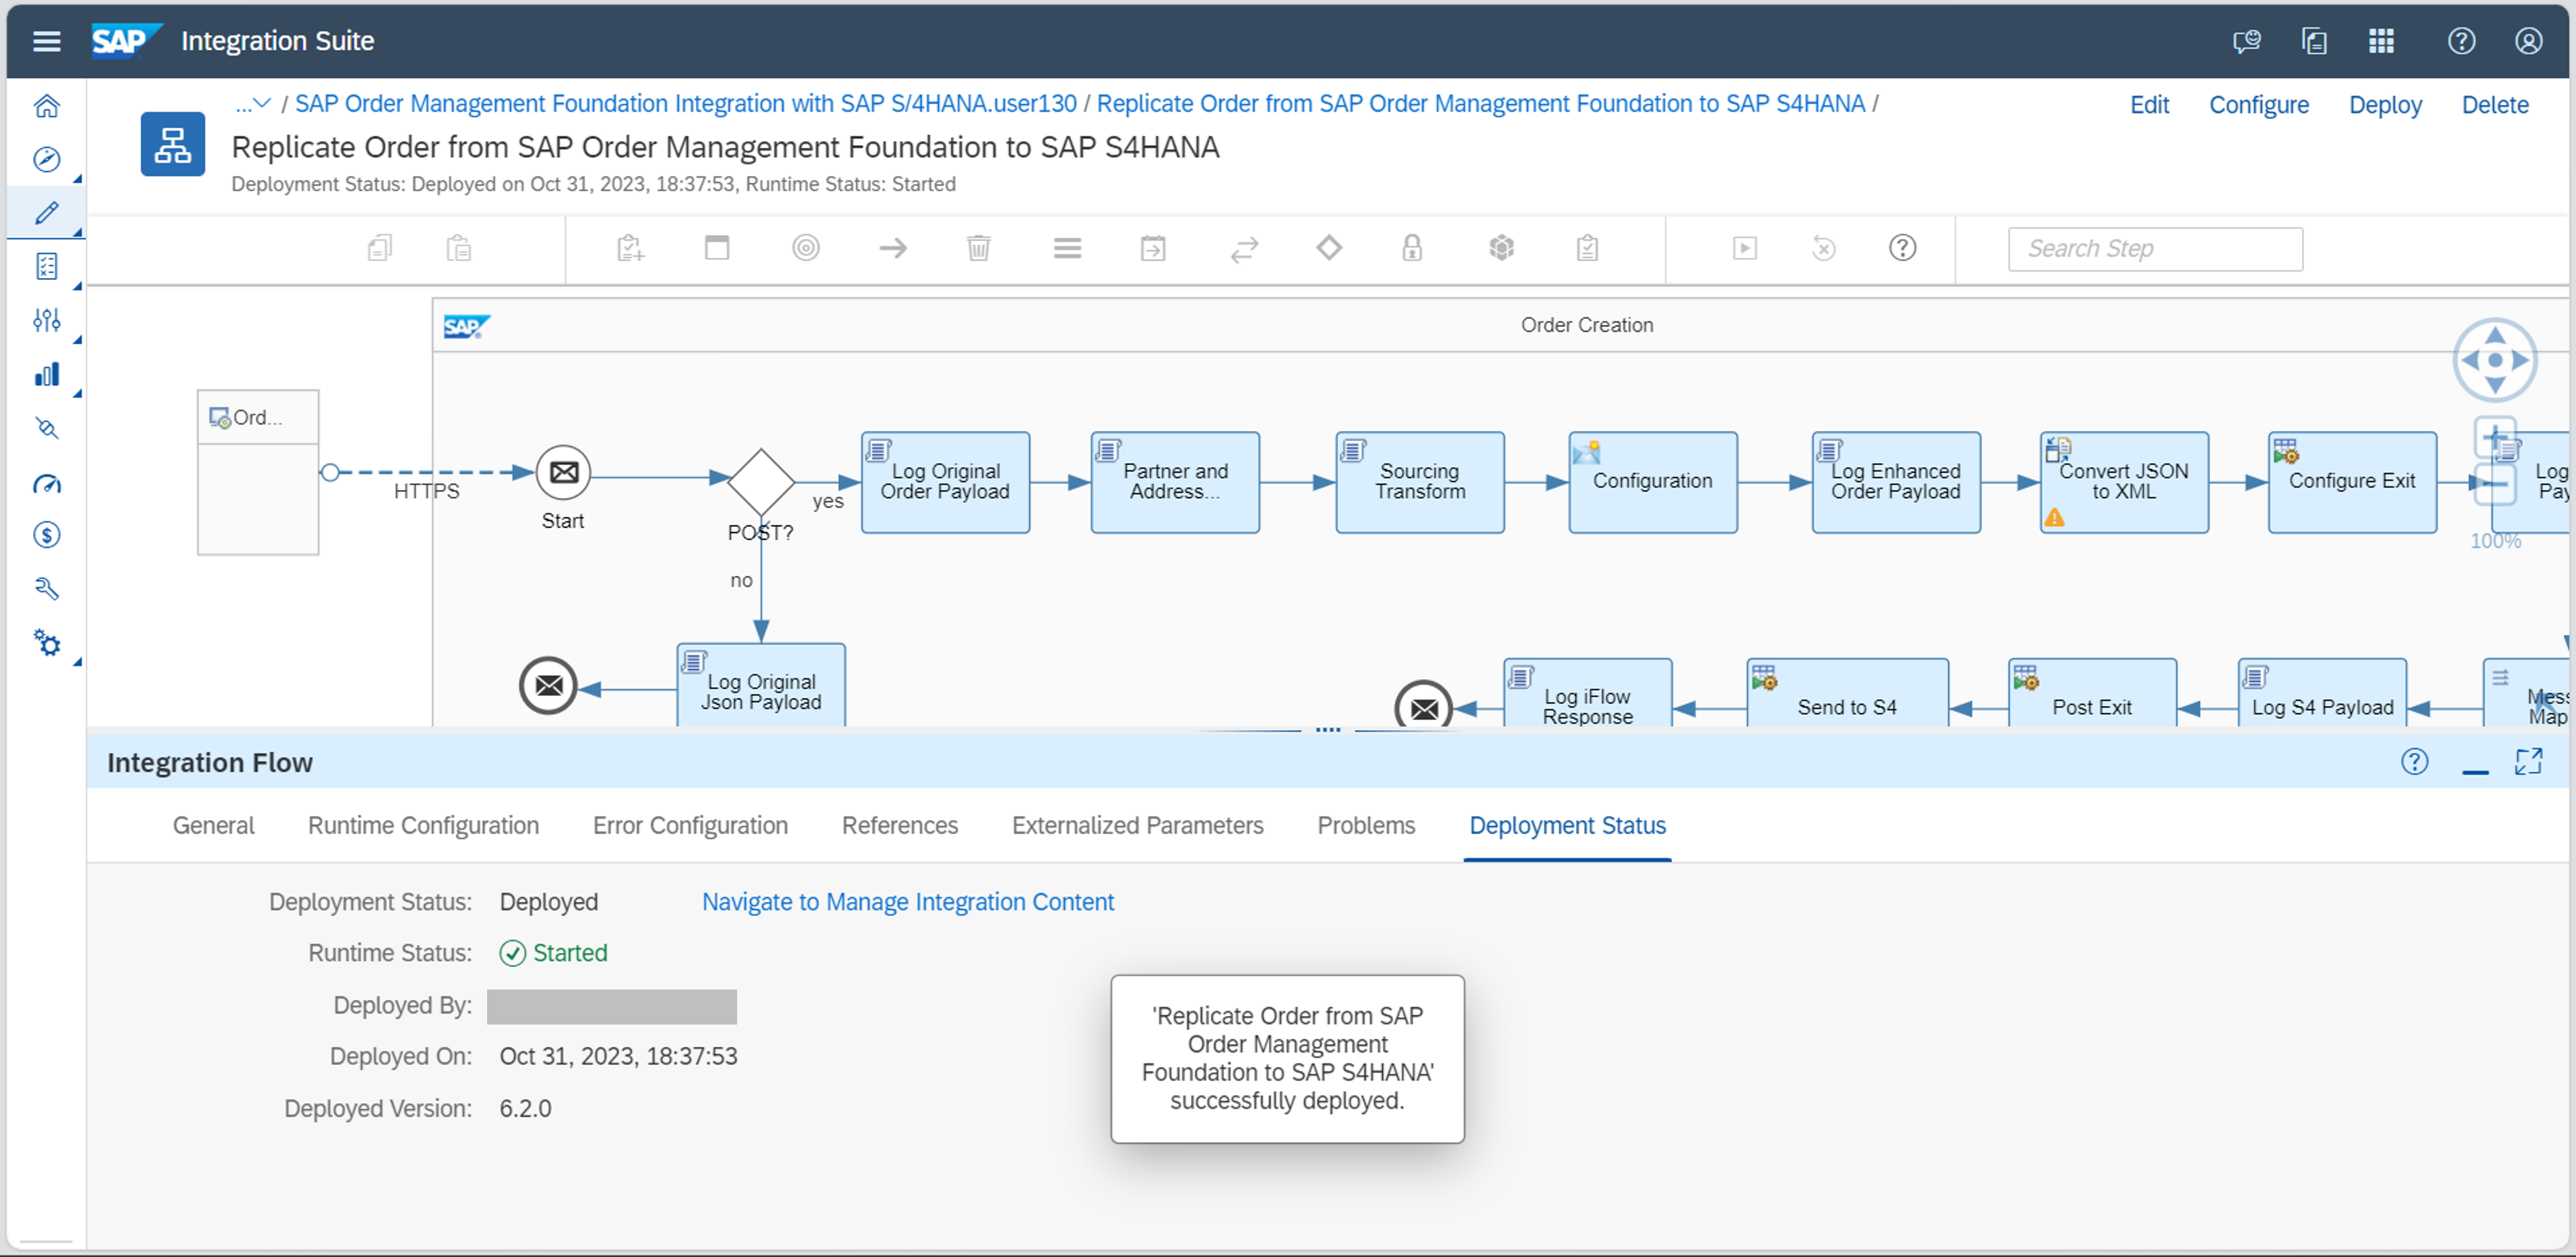 SAP Integration Suite
... / SAP Order Management Foundation Integration with SAP S/4HANA.user130 / Replicate Order from SAP Order Management Foundation to SAP S4HANA /
Edit Configure Deploy Delete
Replicate Order from SAP Order Management Foundation to SAP S4HANA
Deployment Status: Deployed on Oct 31, 2023, 18:37:53, Runtime Status: Started
Search Step
SAP
Order Creation
Ord...
HTTPS
Start
POST?
yes
no
Log Original
Order Payload
Partner and
Address...
Sourcing
Transform
Configuration
Log Enhanced
Order Payload
Convert JSON
to XML
Configure Exit
Log
Pay
100%
Log Original
Json Payload
Log iFlow
Response
Send to S4
Post Exit
Log S4 Payload
Mess
Map
Integration Flow
General Runtime Configuration Error Configuration References Externalized Parameters Problems Deployment Status
Deployment Status: Deployed Navigate to Manage Integration Content
Runtime Status: Started
Deployed By:
Deployed On: Oct 31, 2023, 18:37:53
Deployed Version: 6.2.0
'Replicate Order from SAP
Order Management
Foundation to SAP S4HANA'
successfully deployed.